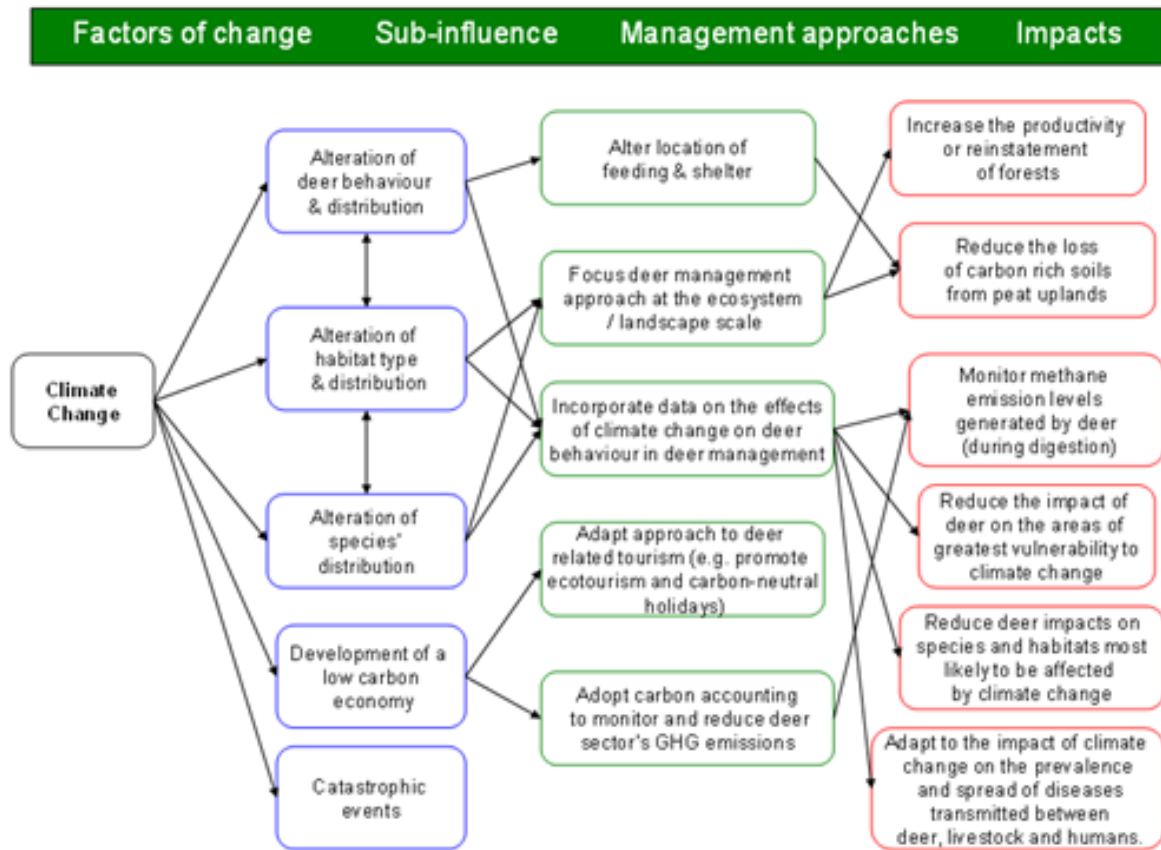 Factors of change Sub-influence Management approaches Impacts
Climate
Change
Alteration of
deer behaviour
& distribution
Alteration of
habitat type
& distribution
Alteration of
species'
distribution
Development of a
low carbon
economy
Catastrophic
events
Alter location of
feeding & shelter
Focus deer management
approach at the ecosystem
/ landscape scale
Incorporate data on the effects
of climate change on deer
behaviour in deer management
Adapt approach to deer
related tourism (e.g. promote
ecotourism and carbon-neutral
holidays)
Adopt carbon accounting
to monitor and reduce deer
sector's GHG emissions
Increase the productivity
or reinstatement
of forests
Reduce the loss
of carbon rich soils
from peat uplands
Monitor methane
emission levels
generated by deer
(during digestion)
Reduce the impact of
deer on the areas of
greatest vulnerability to
climate change
Reduce deer impacts on
species and habitats most
likely to be affected
by climate change
Adapt to the impact of climate
change on the prevalence
and spread of diseases
transmitted between
deer, livestock and humans.